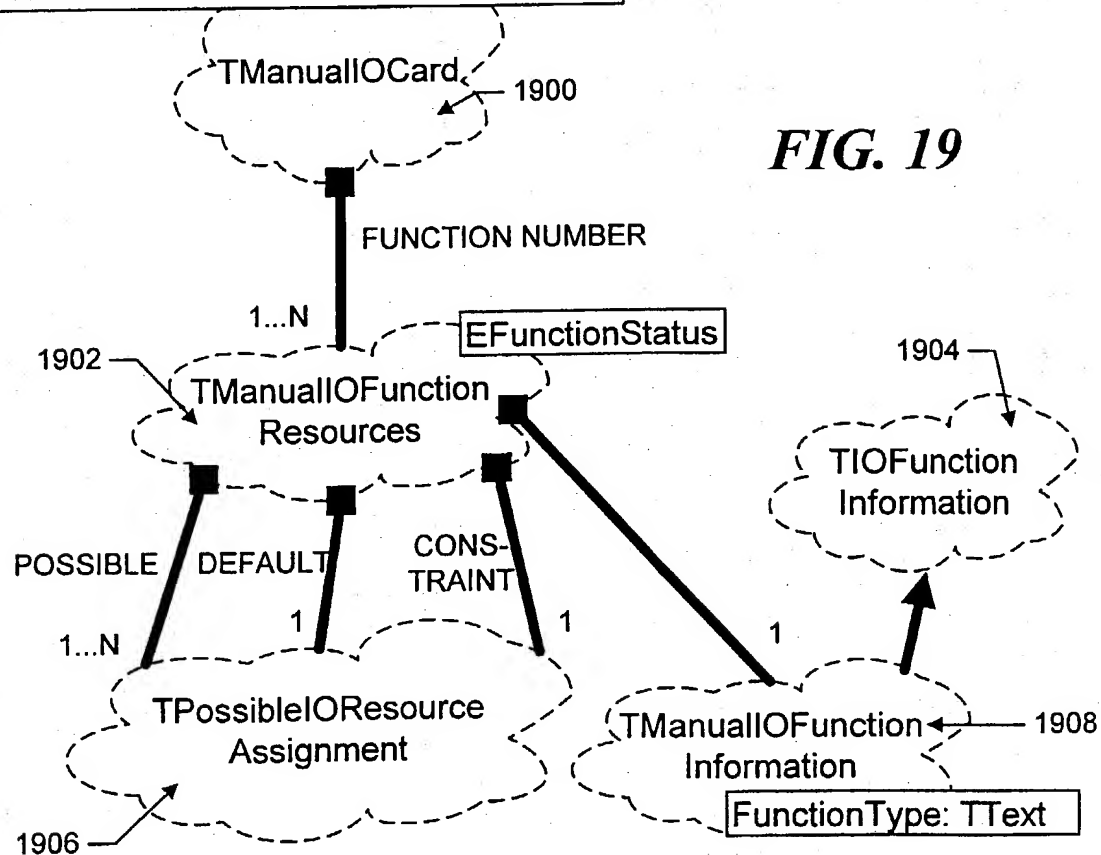 TManualIOCard
1900
FIG. 19
FUNCTION NUMBER
1...N
EFunctionStatus
1902
1904
TManualIOFunction
Resources
TIOFunction
Information
POSSIBLE
DEFAULT
CONS-
TRAINT
1...N
1
1
1
TPossibleIOResource
Assignment
TManualIOFunction
Information
1908
FunctionType: TText
1906